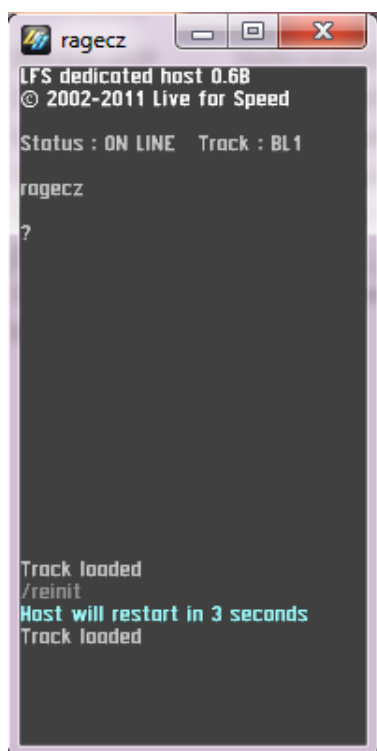 ragecz
LFS dedicated host 0.6B
© 2002-2011 Live for Speed
Status : ON LINE Track : BL1
ragecz
?
Track loaded
/reinit
Host will restart in 3 seconds
Track loaded